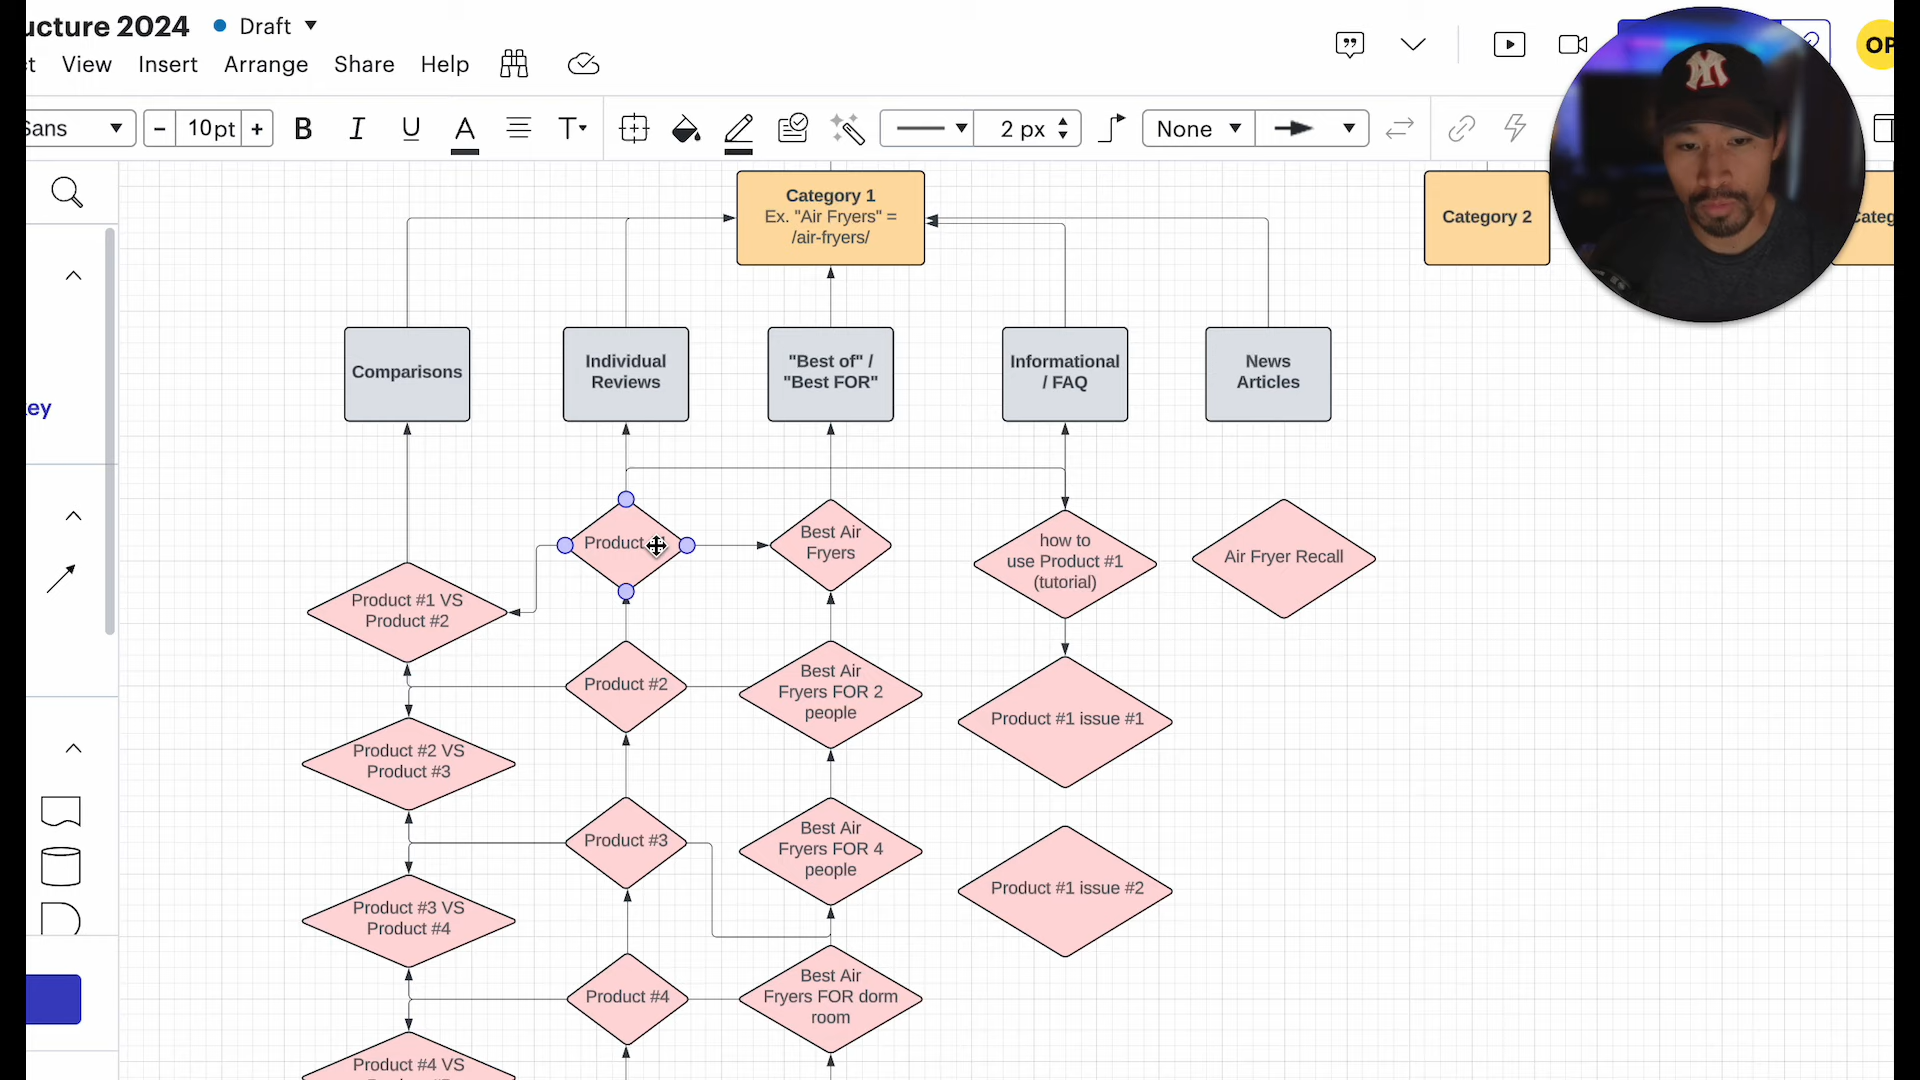 ucture 2024
Draft
OP
ct View Insert Arrange Share Help
Sans
10pt
B I U A T
2 px
None
Category 1
Ex. "Air Fryers" =
/air-fryers/
Category 2
Categ
Comparisons
Individual
Reviews
"Best of" /
"Best FOR"
Informational
/ FAQ
News
Articles
key
Product
Best Air
Fryers
how to
use Product #1
(tutorial)
Air Fryer Recall
Product #1 VS
Product #2
Product #2
Best Air
Fryers FOR 2
people
Product #1 issue #1
Product #2 VS
Product #3
Product #3
Best Air
Fryers FOR 4
people
Product #1 issue #2
Product #3 VS
Product #4
Product #4
Best Air
Fryers FOR dorm
room
Product #4 VS